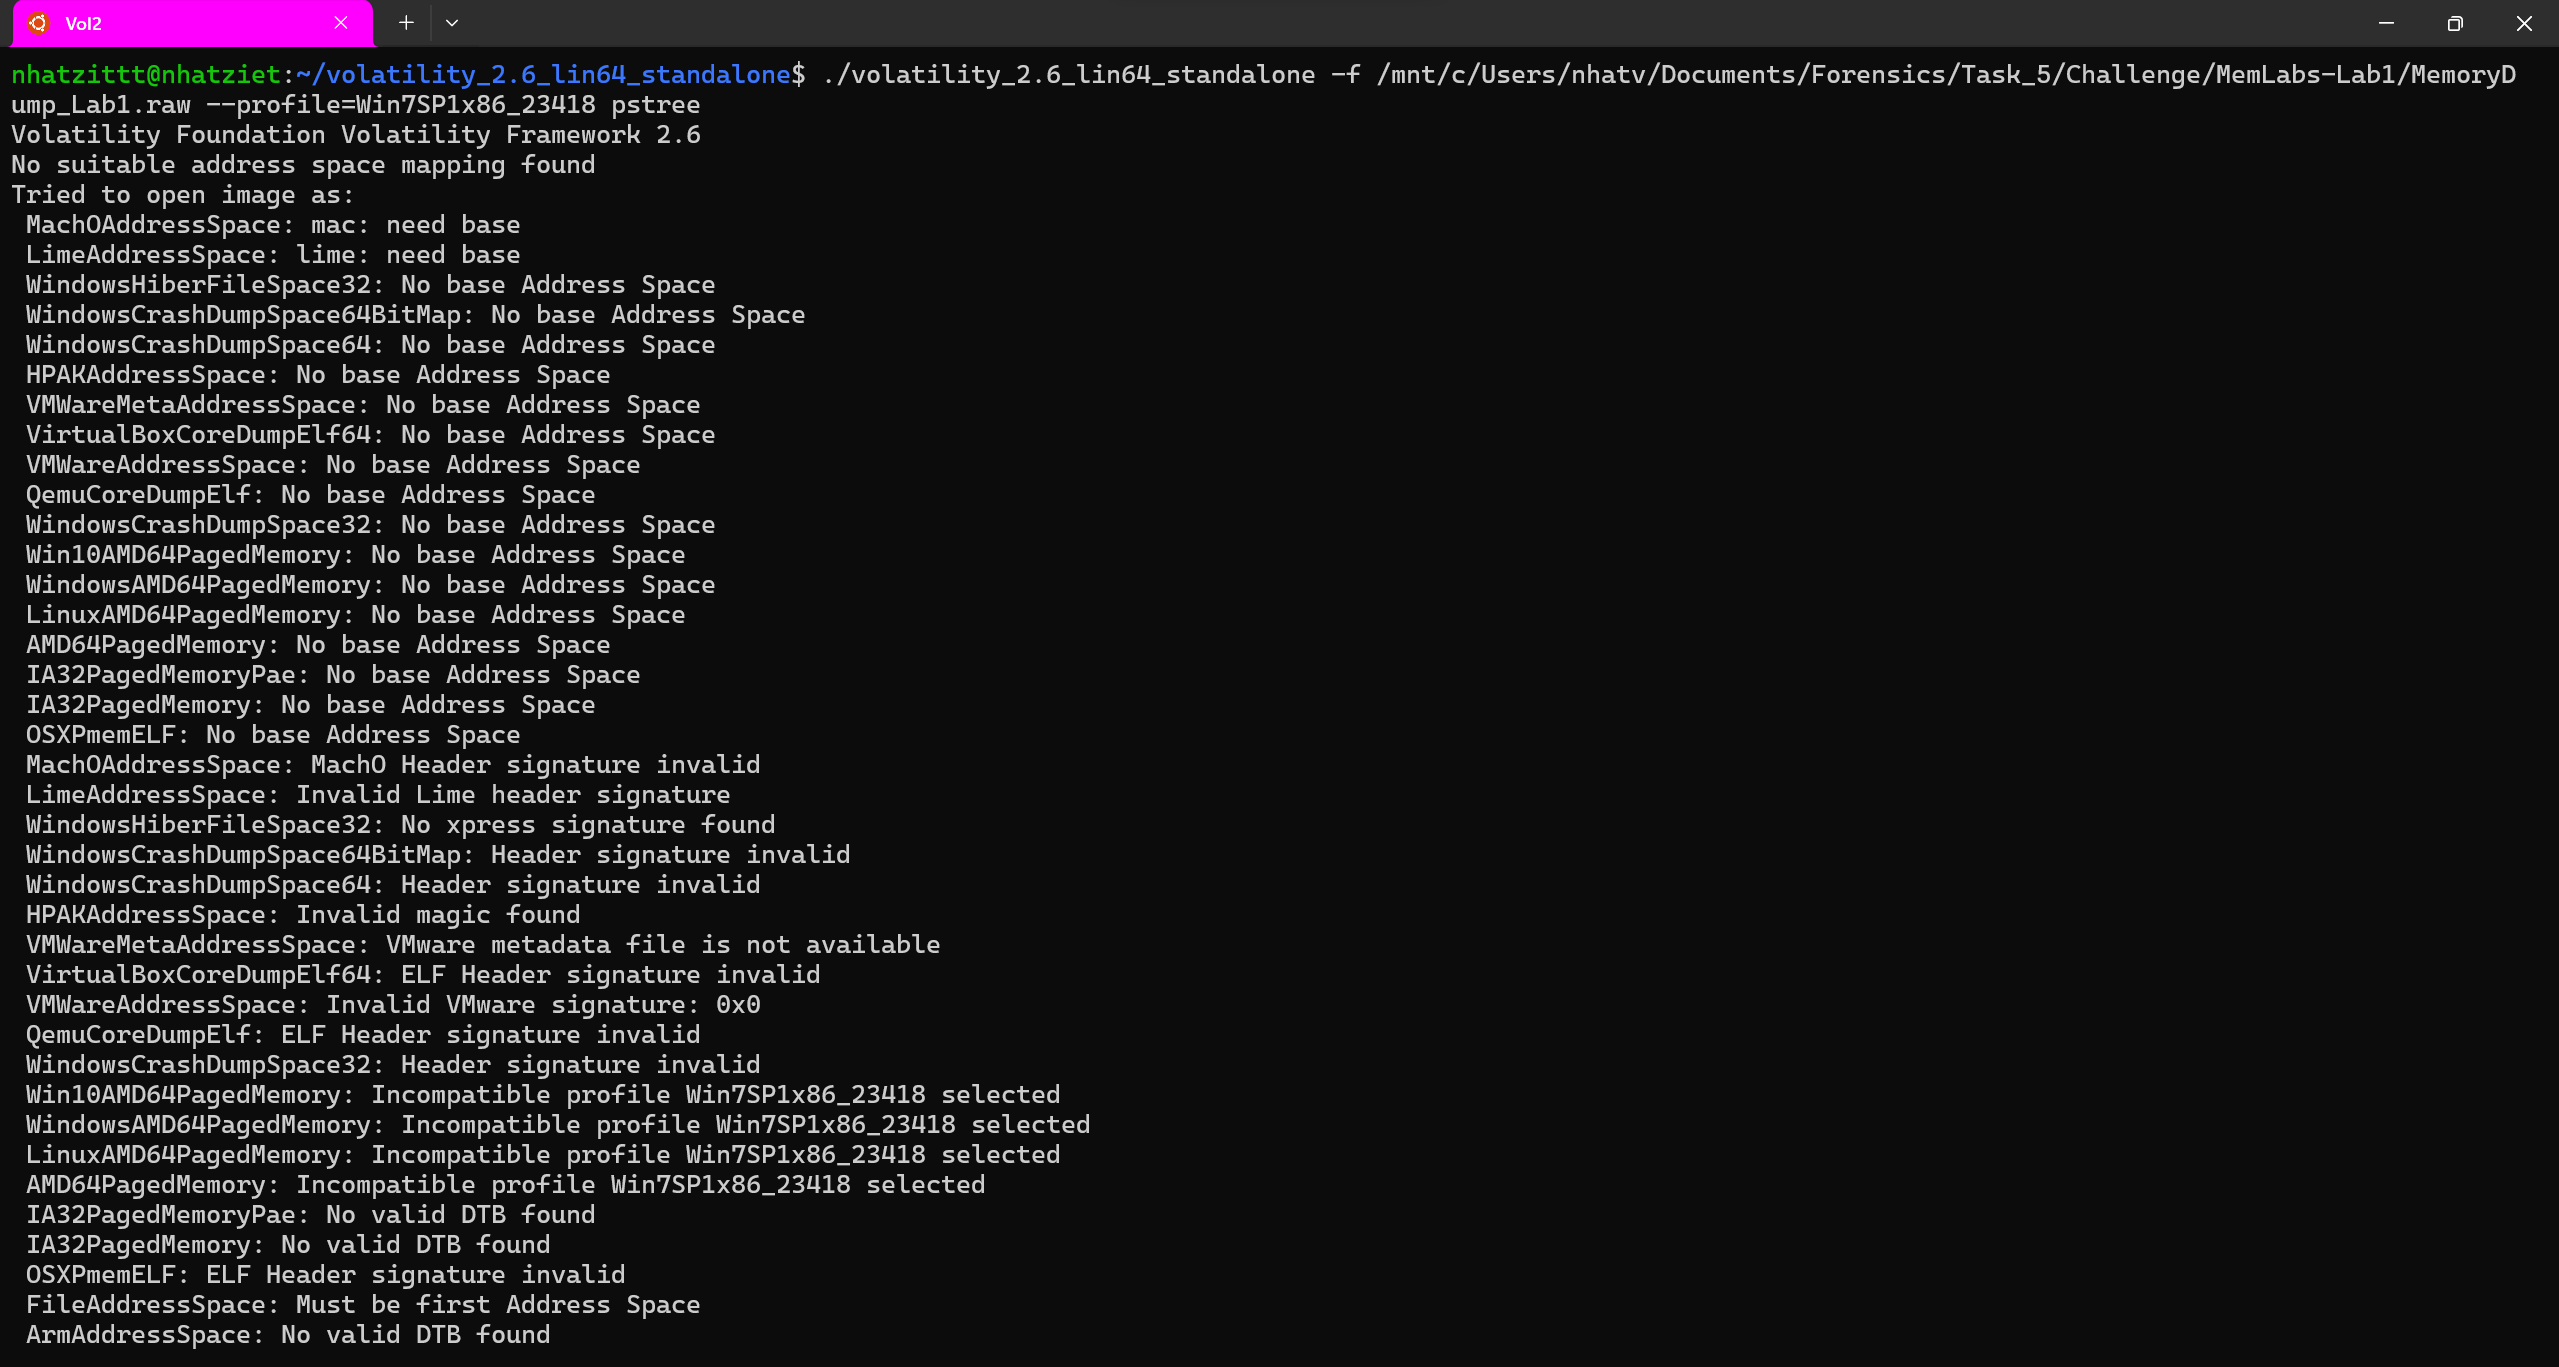 Vol2
nhatzittt@nhatziet:~/volatility_2.6_lin64_standalone$ ./volatility_2.6_lin64_standalone -f /mnt/c/Users/nhatv/Documents/Forensics/Task_5/Challenge/MemLabs-Lab1/MemoryD
ump_Lab1.raw --profile=Win7SP1x86_23418 pstree
Volatility Foundation Volatility Framework 2.6
No suitable address space mapping found
Tried to open image as:
 MachOAddressSpace: mac: need base
 LimeAddressSpace: lime: need base
 WindowsHiberFileSpace32: No base Address Space
 WindowsCrashDumpSpace64BitMap: No base Address Space
 WindowsCrashDumpSpace64: No base Address Space
 HPAKAddressSpace: No base Address Space
 VMWareMetaAddressSpace: No base Address Space
 VirtualBoxCoreDumpElf64: No base Address Space
 VMWareAddressSpace: No base Address Space
 QemuCoreDumpElf: No base Address Space
 WindowsCrashDumpSpace32: No base Address Space
 Win10AMD64PagedMemory: No base Address Space
 WindowsAMD64PagedMemory: No base Address Space
 LinuxAMD64PagedMemory: No base Address Space
 AMD64PagedMemory: No base Address Space
 IA32PagedMemoryPae: No base Address Space
 IA32PagedMemory: No base Address Space
 OSXPmemELF: No base Address Space
 MachOAddressSpace: MachO Header signature invalid
 LimeAddressSpace: Invalid Lime header signature
 WindowsHiberFileSpace32: No xpress signature found
 WindowsCrashDumpSpace64BitMap: Header signature invalid
 WindowsCrashDumpSpace64: Header signature invalid
 HPAKAddressSpace: Invalid magic found
 VMWareMetaAddressSpace: VMware metadata file is not available
 VirtualBoxCoreDumpElf64: ELF Header signature invalid
 VMWareAddressSpace: Invalid VMware signature: 0x0
 QemuCoreDumpElf: ELF Header signature invalid
 WindowsCrashDumpSpace32: Header signature invalid
 Win10AMD64PagedMemory: Incompatible profile Win7SP1x86_23418 selected
 WindowsAMD64PagedMemory: Incompatible profile Win7SP1x86_23418 selected
 LinuxAMD64PagedMemory: Incompatible profile Win7SP1x86_23418 selected
 AMD64PagedMemory: Incompatible profile Win7SP1x86_23418 selected
 IA32PagedMemoryPae: No valid DTB found
 IA32PagedMemory: No valid DTB found
 OSXPmemELF: ELF Header signature invalid
 FileAddressSpace: Must be first Address Space
 ArmAddressSpace: No valid DTB found